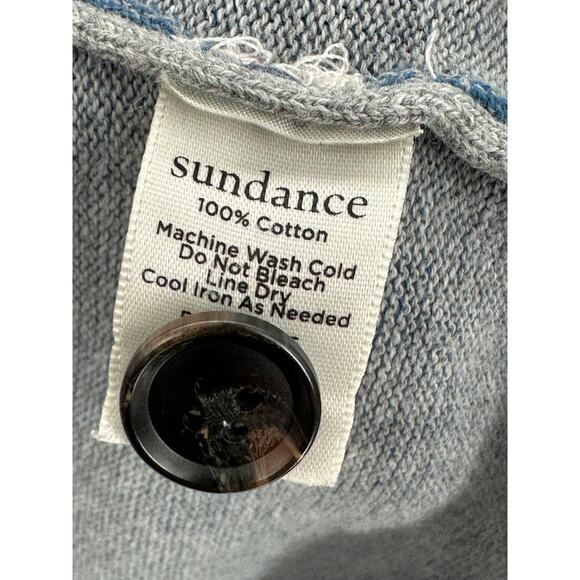 sundance
100% Cotton
Machine Wash Cold
Do Not Bleach
Line Dry
Cool Iron As Needed